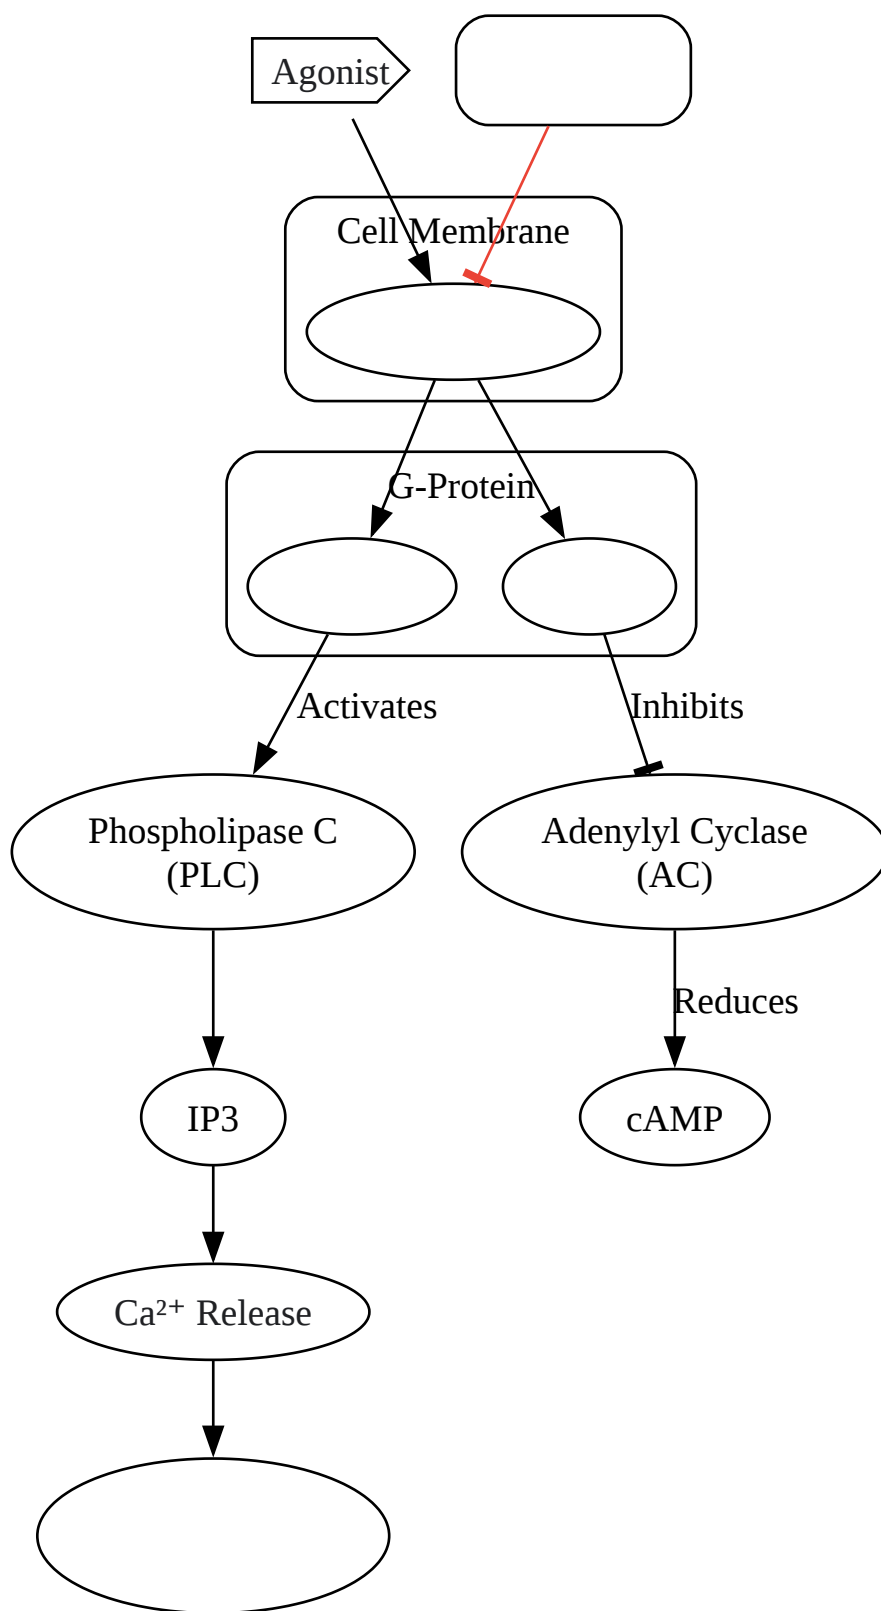 Agonist
Cell Membrane
G-Protein
Activates
Inhibits
Phospholipase C
(PLC)
Adenylyl Cyclase
(AC)
Reduces
IP3
cAMP
Ca²⁺ Release